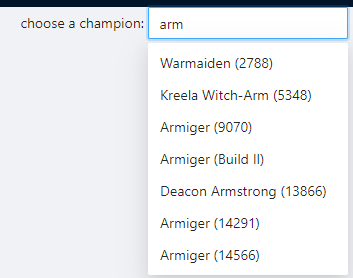 choose a champion: arm
Warmaiden (2788)
Kreela Witch-Arm (5348)
Armiger (9070)
Armiger (Build II)
Deacon Armstrong (13866)
Armiger (14291)
Armiger (14566)